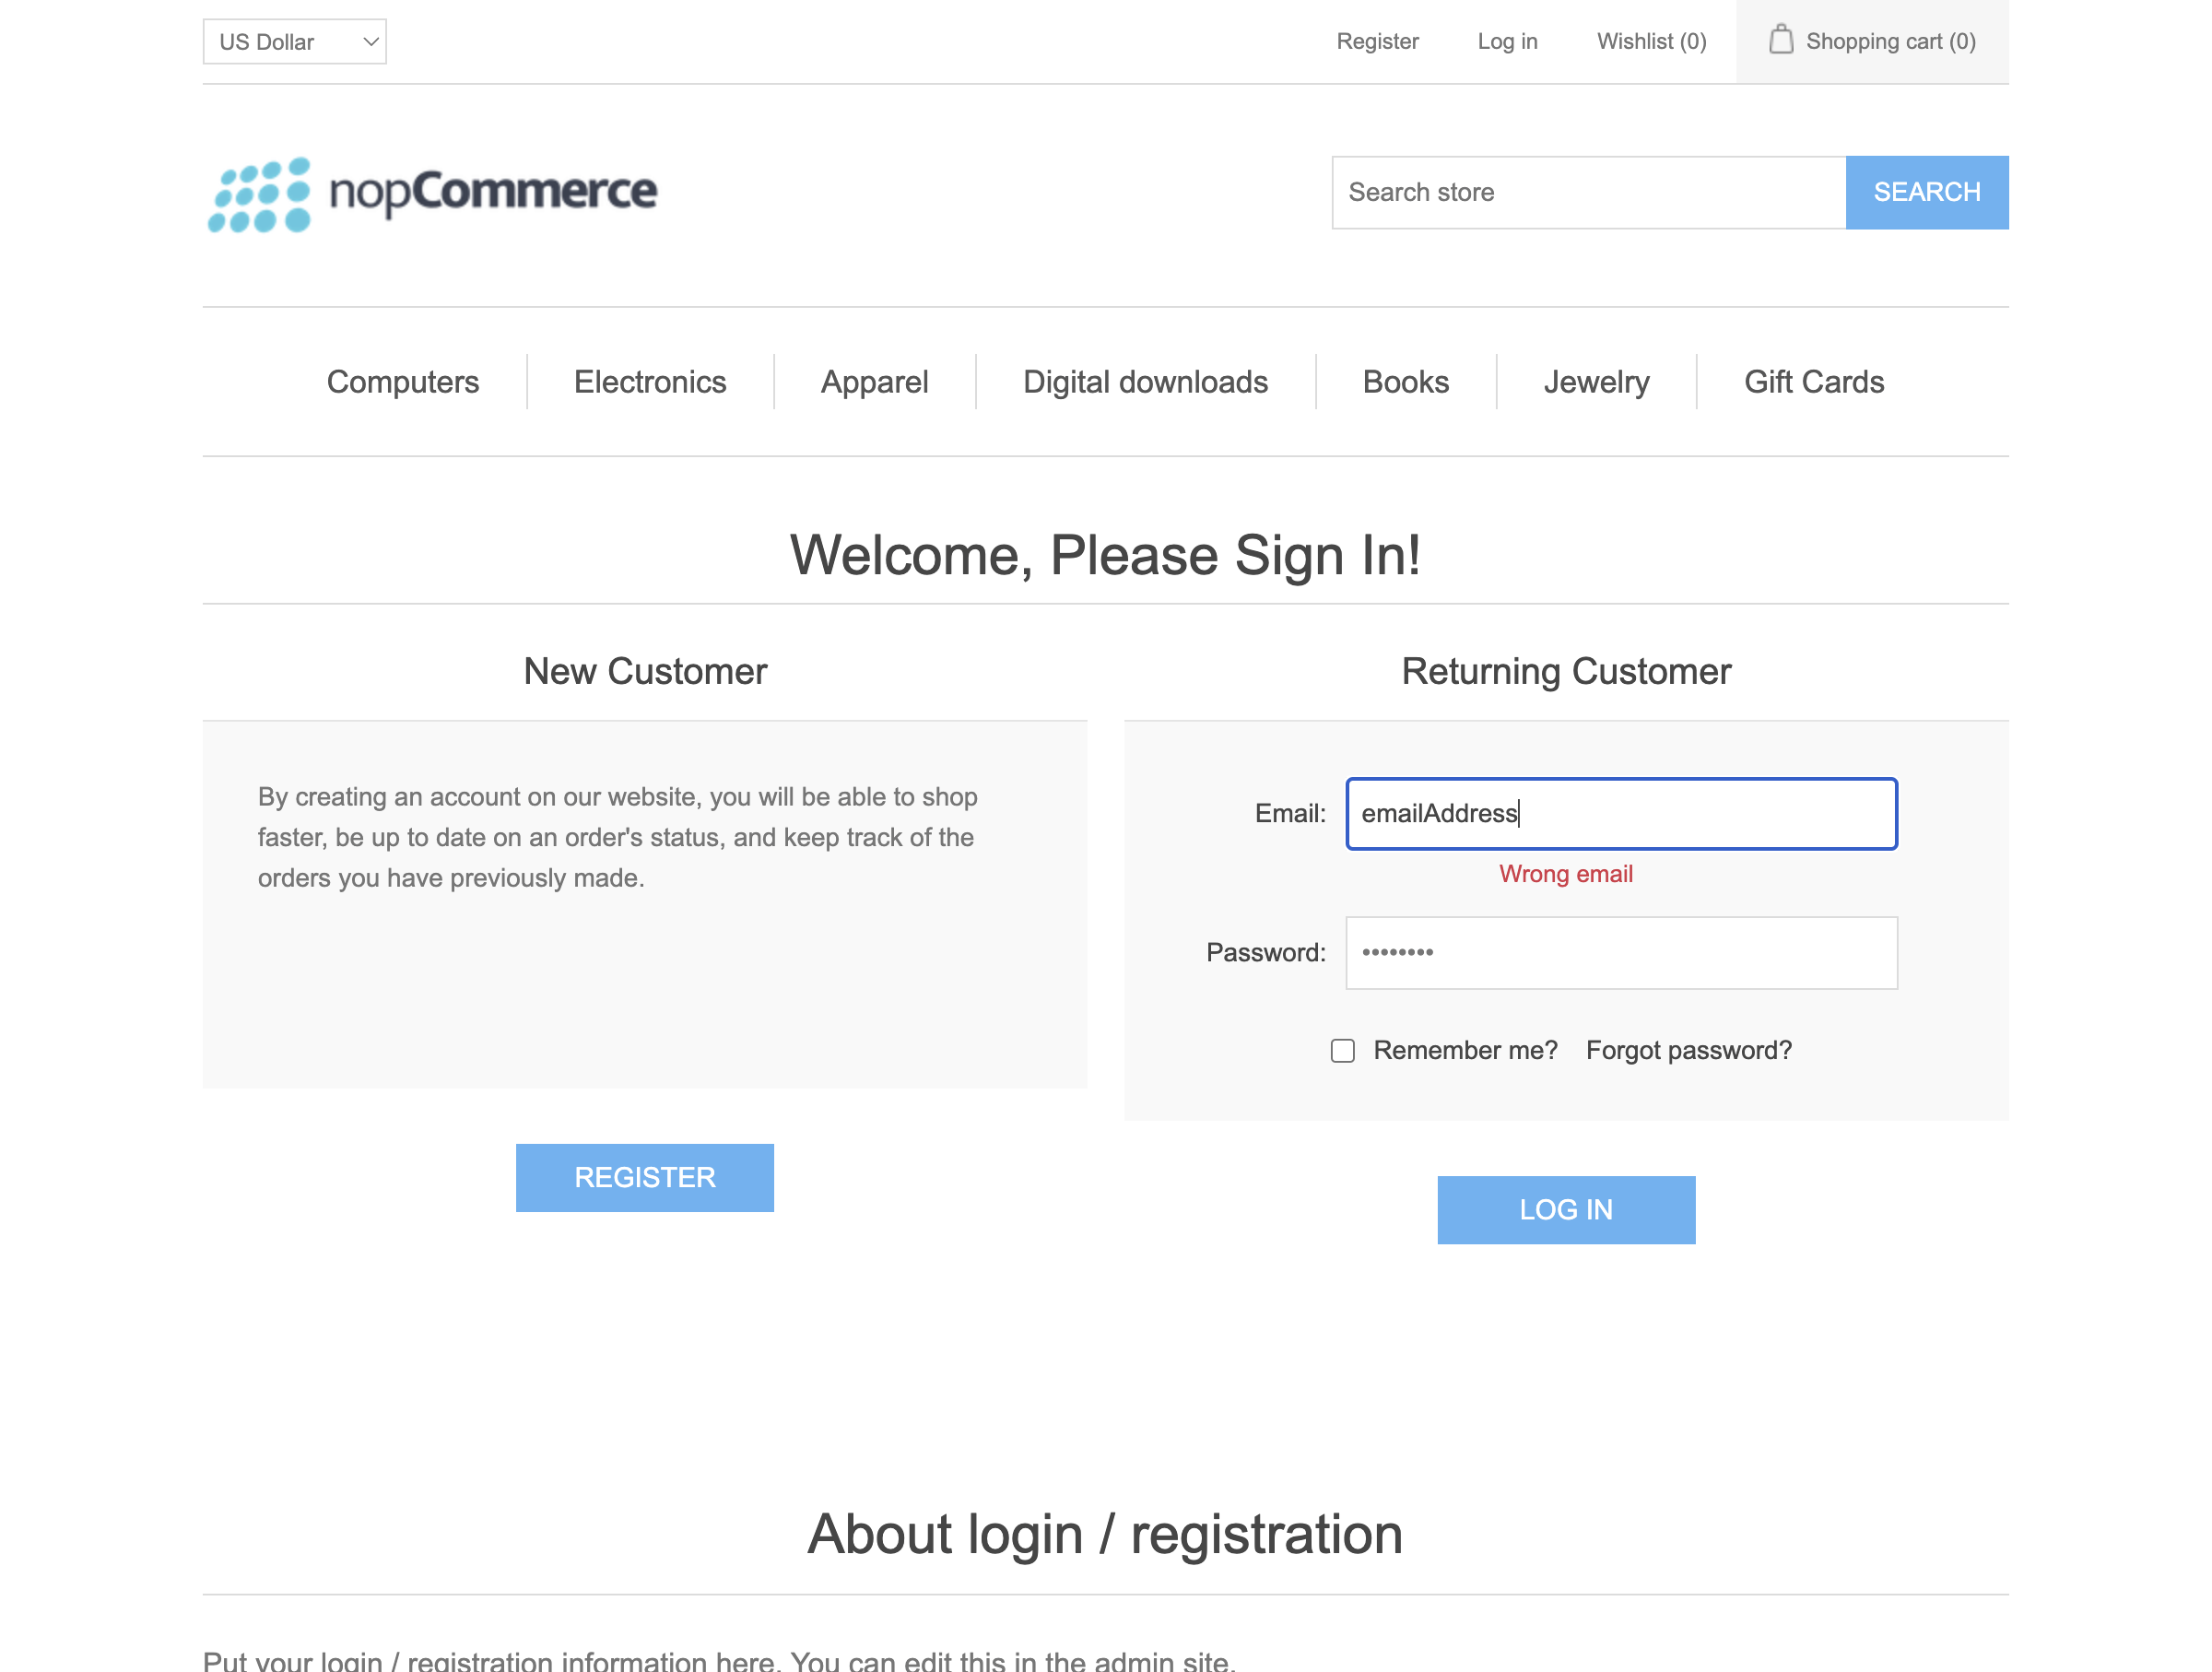 US Dollar
Register
Log in
Wishlist (0)
Shopping cart (0)
nopCommerce
Search store
SEARCH
Computers
Electronics
Apparel
Digital downloads
Books
Jewelry
Gift Cards
Welcome, Please Sign In!
New Customer
By creating an account on our website, you will be able to shop
faster, be up to date on an order's status, and keep track of the
orders you have previously made.
REGISTER
Returning Customer
Email:
emailAddress
Wrong email
Password:
••••••••
Remember me?
Forgot password?
LOG IN
About login / registration
Put your login / registration information here. You can edit this in the admin site.